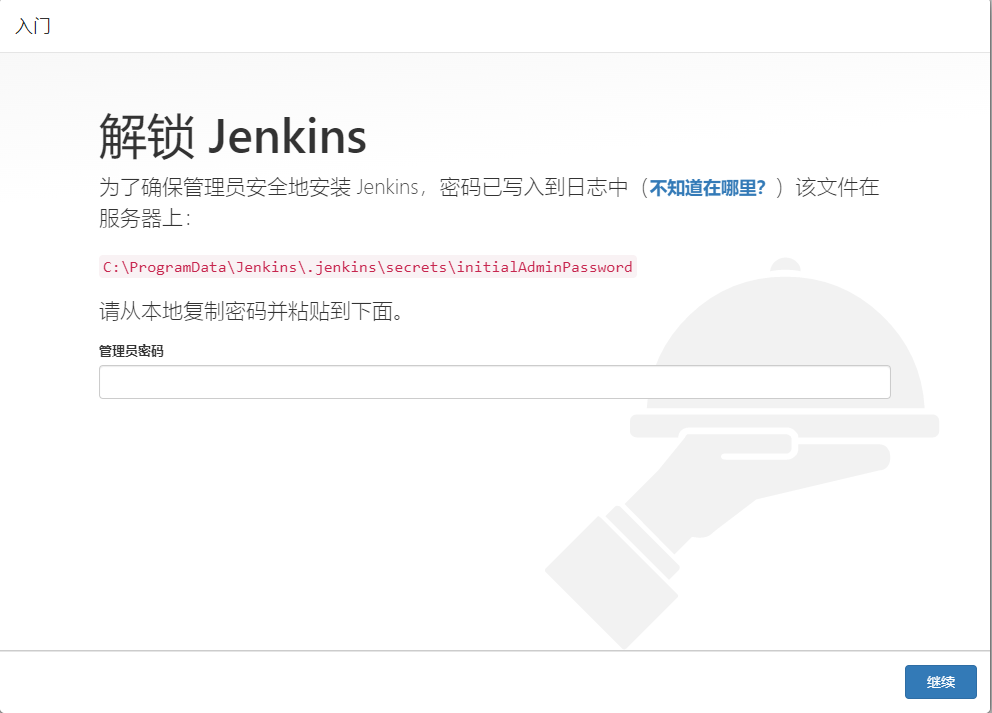 入门
解锁 Jenkins
为了确保管理员安全地安装 Jenkins，密码已写入到日志中（不知道在哪里？）该文件在
服务器上：
C:\ProgramData\Jenkins\.jenkins\secrets\initialAdminPassword
请从本地复制密码并粘贴到下面。
管理员密码
继续